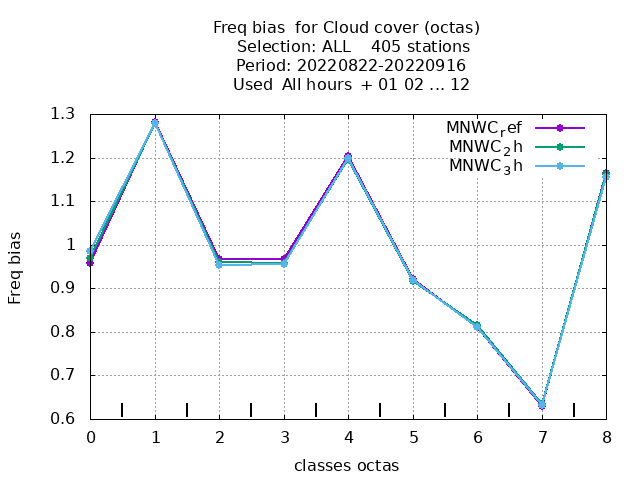 Freq bias  for Cloud cover (octas)
Selection: ALL    405 stations
Period: 20220822-20220916
Used  All hours  + 01 02 ... 12
MNWC_ref
MNWC_2h
MNWC_3h
1.3
1.2
1.1
1
0.9
0.8
0.7
0.6
Freq bias
0 1 2 3 4 5 6 7 8
classes octas